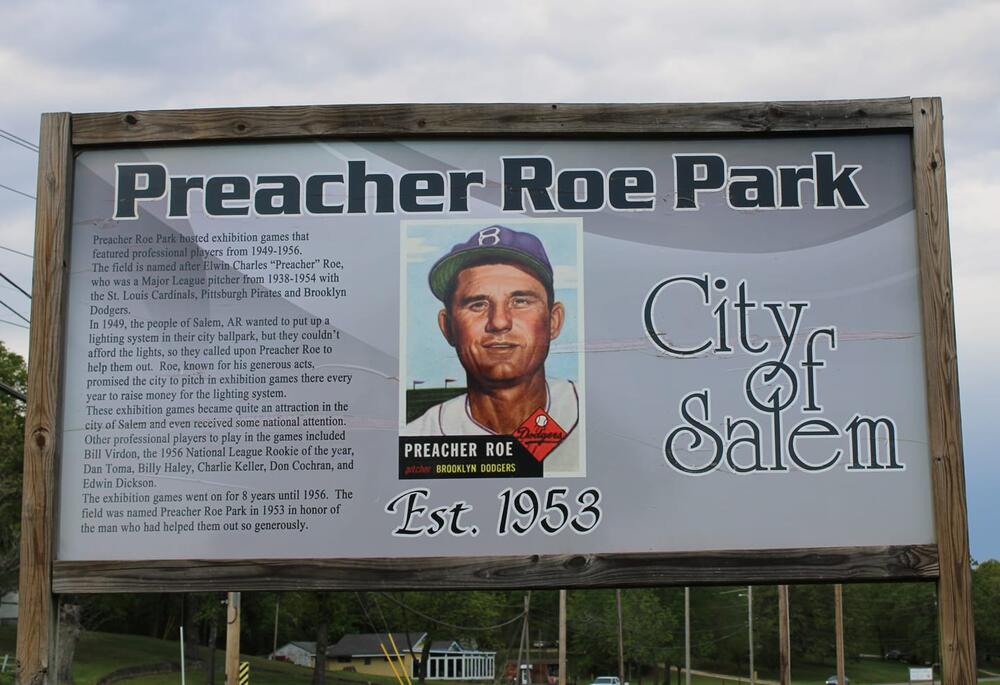 Preacher Roe Park
Preacher Roe Park hosted exhibition games that
featured professional players from 1949-1956.
The field is named after Elwin Charles “Preacher” Roe,
who was a Major League pitcher from 1938-1954 with
the St. Louis Cardinals, Pittsburgh Pirates and Brooklyn
Dodgers.
In 1949, the people of Salem, AR wanted to put up a
lighting system in their city ballpark, but they couldn’t
afford the lights, so they called upon Preacher Roe to
help them out.  Roe, known for his generous acts,
promised the city to pitch in exhibition games there every
year to raise money for the lighting system.
These exhibition games became quite an attraction in the
city of Salem and even received some national attention.
Other professional players to play in the games included
Bill Virdon, the 1956 National League Rookie of the year,
Dan Toma, Billy Haley, Charlie Keller, Don Cochran, and
Edwin Dickson.
The exhibition games went on for 8 years until 1956.  The
field was named Preacher Roe Park in 1953 in honor of
the man who had helped them out so generously.
B
Dodgers
PREACHER ROE
pitcher BROOKLYN DODGERS
Est. 1953
City
of
Salem